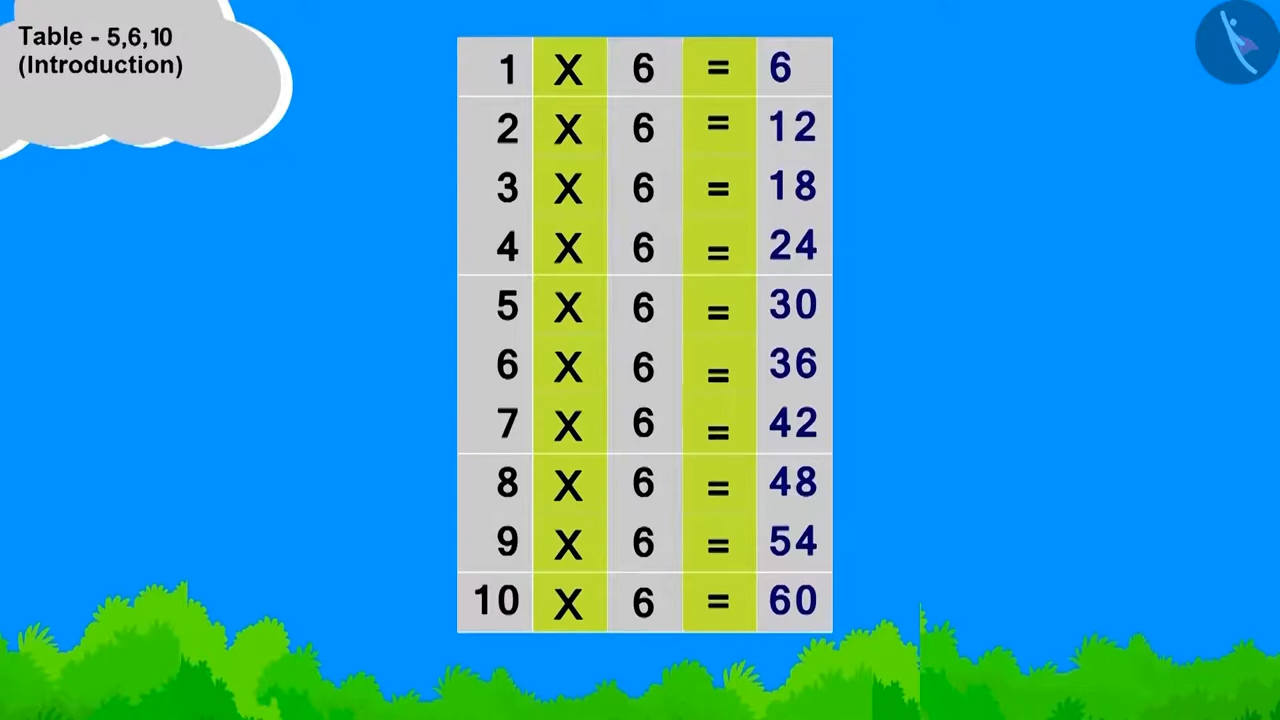 Table - 5,6,10
(Introduction)
1 X 6 = 6
2 X 6 = 12
3 X 6 = 18
4 X 6 = 24
5 X 6 = 30
6 X 6 = 36
7 X 6 = 42
8 X 6 = 48
9 X 6 = 54
10 X 6 = 60